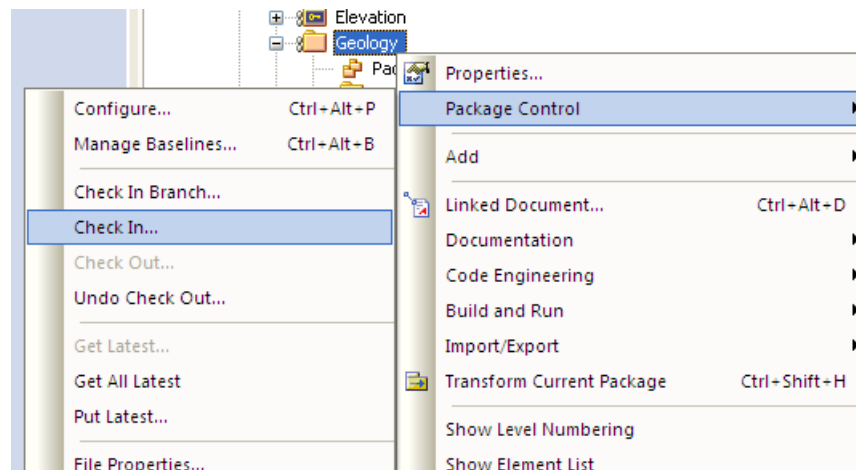 Elevation
Geology
Properties...
Package Control
Add
Linked Document... Ctrl+Alt+D
Documentation
Code Engineering
Build and Run
Import/Export
Transform Current Package Ctrl+Shift+H
Show Level Numbering
Show Element List
Configure... Ctrl+Alt+P
Manage Baselines... Ctrl+Alt+B
Check In Branch...
Check In...
Check Out...
Undo Check Out...
Get Latest...
Get All Latest
Put Latest...
File Properties...